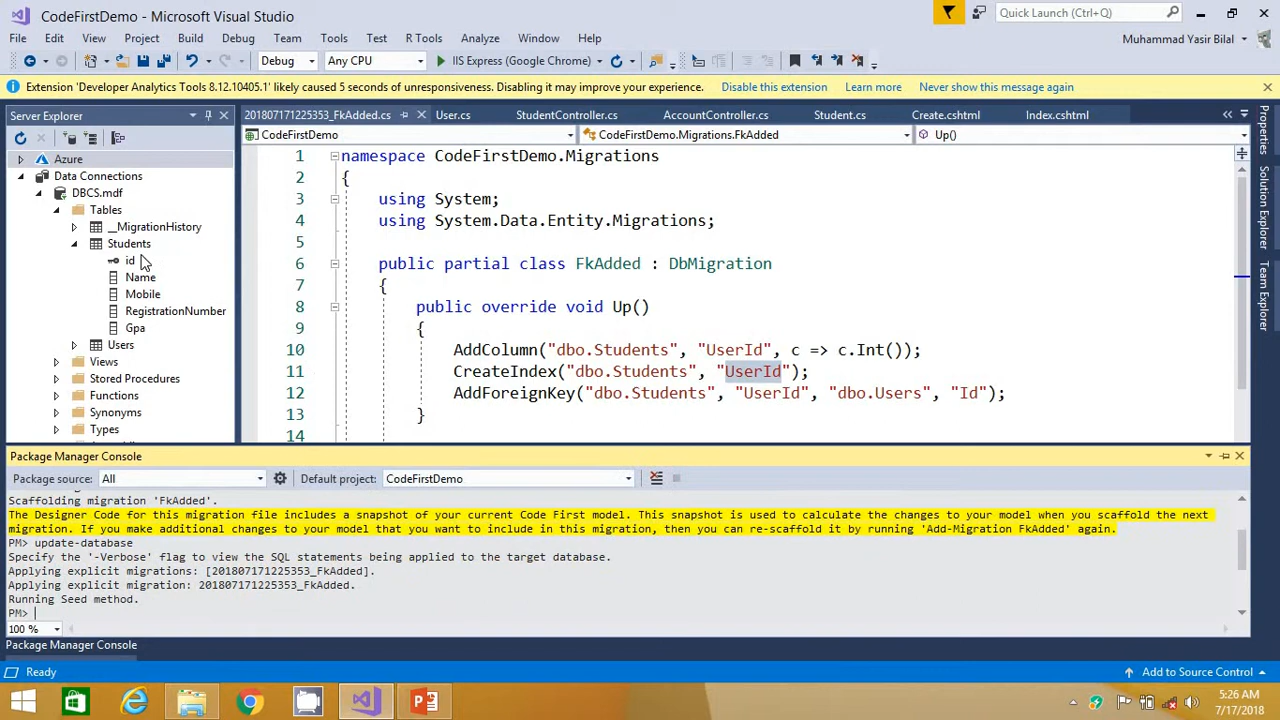 CodeFirstDemo - Microsoft Visual Studio
Quick Launch (Ctrl+Q)
File Edit View Project Build Debug Team Tools Test R Tools Analyze Window Help
Muhammad Yasir Bilal
Debug Any CPU IIS Express (Google Chrome)
Extension 'Developer Analytics Tools 8.12.10405.1' likely caused 5 seconds of unresponsiveness. Disabling it may improve your experience. Disable this extension Learn more Never show this message again
Server Explorer
201807171225353_FkAdded.cs User.cs StudentController.cs AccountController.cs Student.cs Create.cshtml Index.cshtml
CodeFirstDemo CodeFirstDemo.Migrations.FkAdded Up()
Azure
Data Connections
DBCS.mdf
Tables
__MigrationHistory
Students
id
Name
Mobile
RegistrationNumber
Gpa
Users
Views
Stored Procedures
Functions
Synonyms
Types
1 namespace CodeFirstDemo.Migrations
2 {
3 using System;
4 using System.Data.Entity.Migrations;
5
6 public partial class FkAdded : DbMigration
7 {
8 public override void Up()
9 {
10 AddColumn("dbo.Students", "UserId", c => c.Int());
11 CreateIndex("dbo.Students", "UserId");
12 AddForeignKey("dbo.Students", "UserId", "dbo.Users", "Id");
13 }
14
Properties
Solution Explorer
Team Explorer
Package Manager Console
Package source: All Default project: CodeFirstDemo
Scaffolding migration 'FkAdded'.
The Designer Code for this migration file includes a snapshot of your current Code First model. This snapshot is used to calculate the changes to your model when you scaffold the next
migration. If you make additional changes to your model that you want to include in this migration, then you can re-scaffold it by running 'Add-Migration FkAdded' again.
PM> update-database
Specify the '-Verbose' flag to view the SQL statements being applied to the target database.
Applying explicit migrations: [201807171225353_FkAdded].
Applying explicit migration: 201807171225353_FkAdded.
Running Seed method.
PM>
100 %
Package Manager Console
Ready
Add to Source Control
5:26 AM
7/17/2018